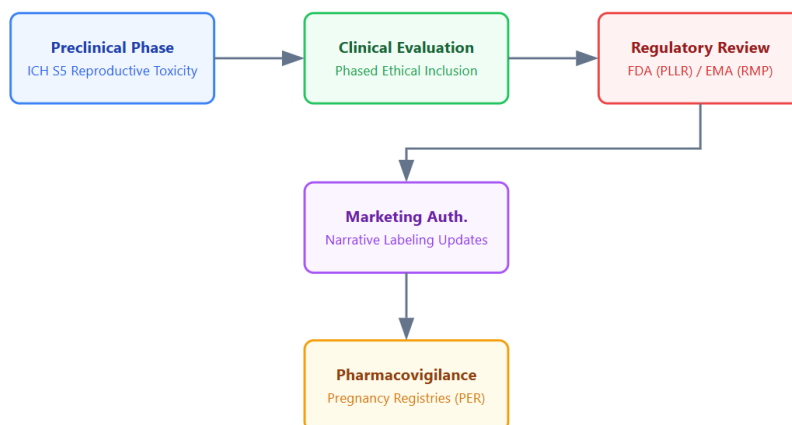 Preclinical Phase
ICH S5 Reproductive Toxicity
Clinical Evaluation
Phased Ethical Inclusion
Regulatory Review
FDA (PLLR) / EMA (RMP)
Marketing Auth.
Narrative Labeling Updates
Pharmacovigilance
Pregnancy Registries (PER)